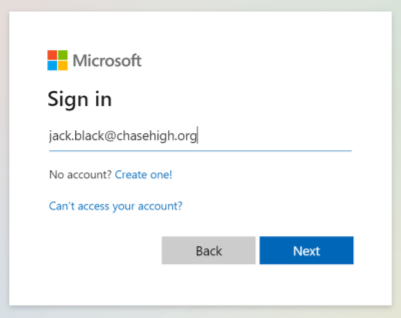 Microsoft
Sign in
jack.black@chasehigh.org
No account? Create one!
Can't access your account?
Back
Next